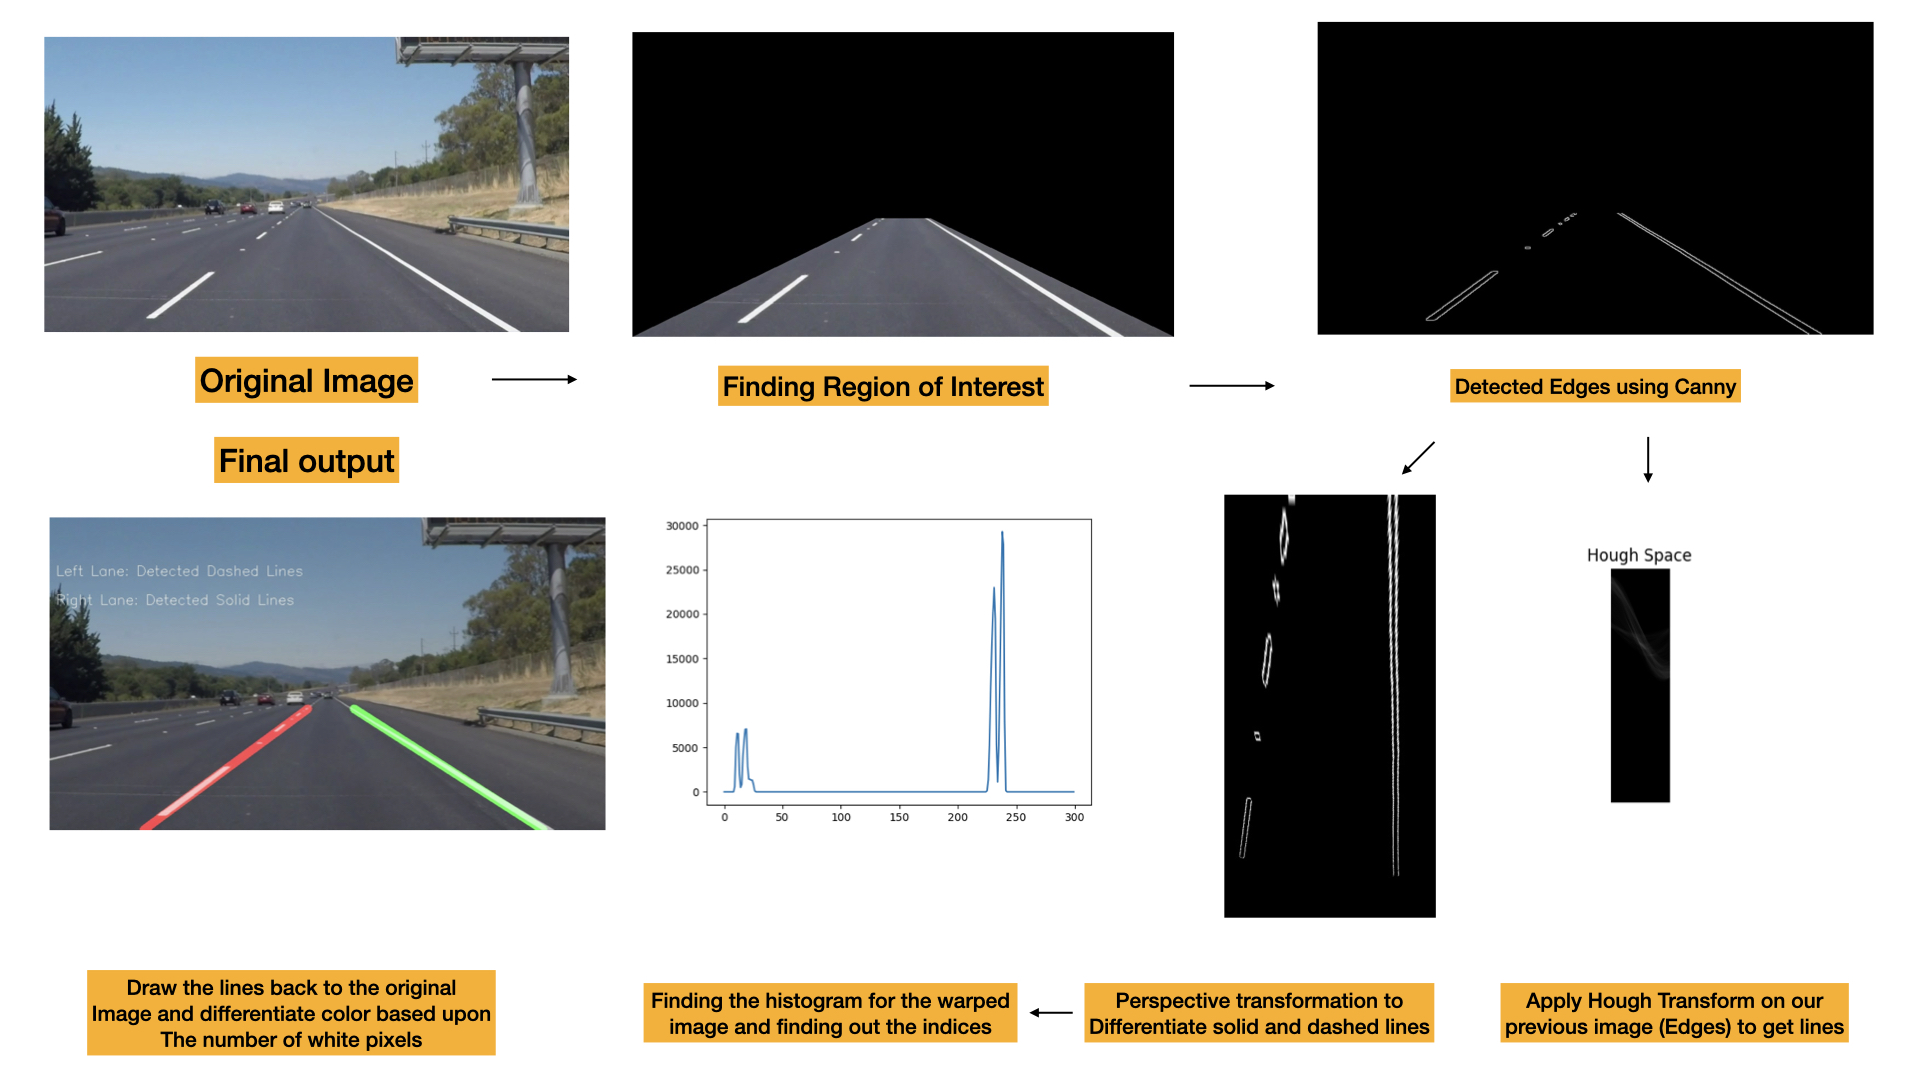 Original Image
Finding Region of Interest
Detected Edges using Canny
Final output
Left Lane: Detected Dashed Lines
Right Lane: Detected Solid Lines
30000
25000
20000
15000
10000
5000
0
0 50 100 150 200 250 300
Hough Space
Draw the lines back to the original
Image and differentiate color based upon
The number of white pixels
Finding the histogram for the warped
image and finding out the indices
Perspective transformation to
Differentiate solid and dashed lines
Apply Hough Transform on our
previous image (Edges) to get lines